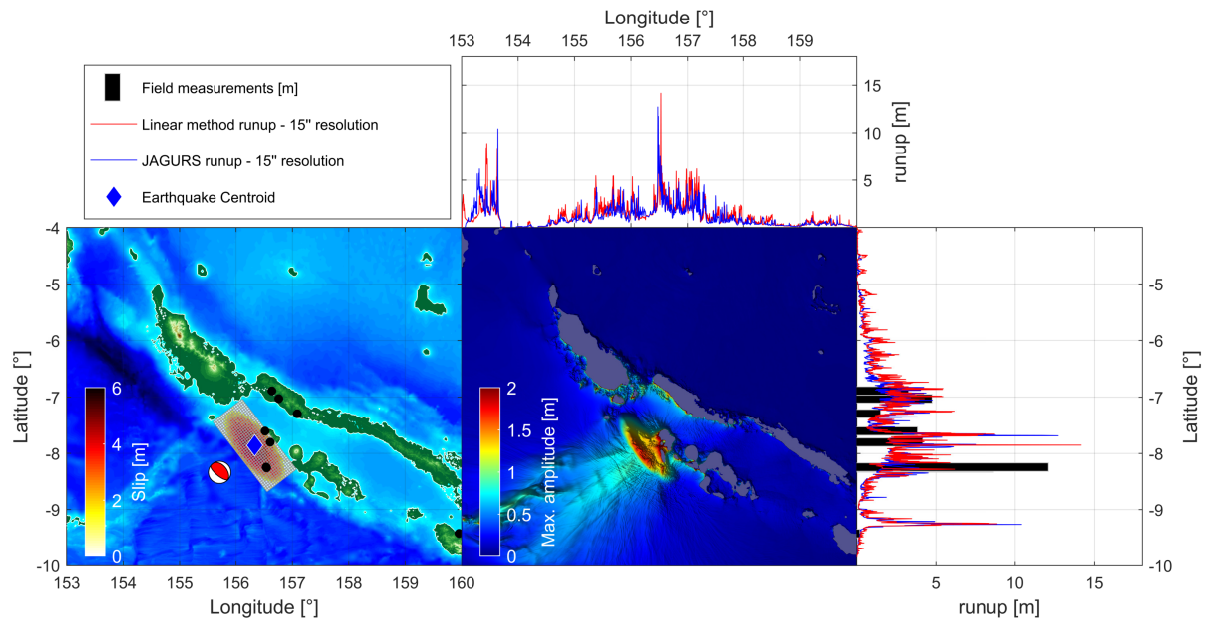 Longitude [°]
153 154 155 156 157 158 159
Field measurements [m]
Linear method runup - 15" resolution
JAGURS runup - 15" resolution
Earthquake Centroid
15
10
5
runup [m]
-4
-5
-6
-7
-8
-9
-10
Latitude [°]
6
4
2
0
Slip [m]
153 154 155 156 157 158 159 160
Longitude [°]
2
1.5
1
0.5
0
Max. amplitude [m]
-5
-6
-7
-8
-9
-10
Latitude [°]
5 10 15
runup [m]